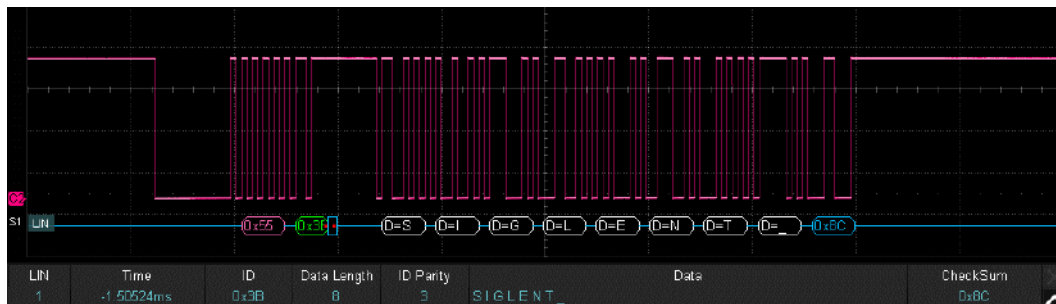 C2
S1 LIN 0x55 0x3B D=S D=I D=G D=L D=E D=N D=T D=_ 0x8C
LIN Time ID Data Length ID Parity Data CheckSum
1 -1.50524ms 0x3B 8 3 S I G L E N T _ 0x8C